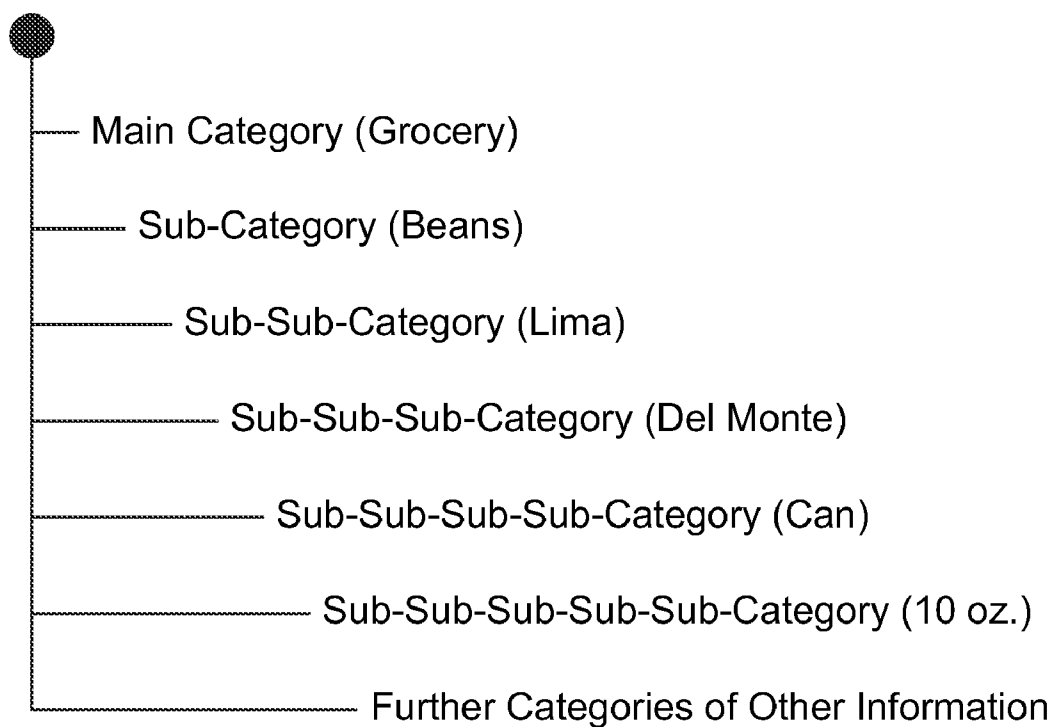 Main Category (Grocery)
Sub-Category (Beans)
Sub-Sub-Category (Lima)
Sub-Sub-Sub-Category (Del Monte)
Sub-Sub-Sub-Sub-Category (Can)
Sub-Sub-Sub-Sub-Sub-Category (10 oz.)
Further Categories of Other Information